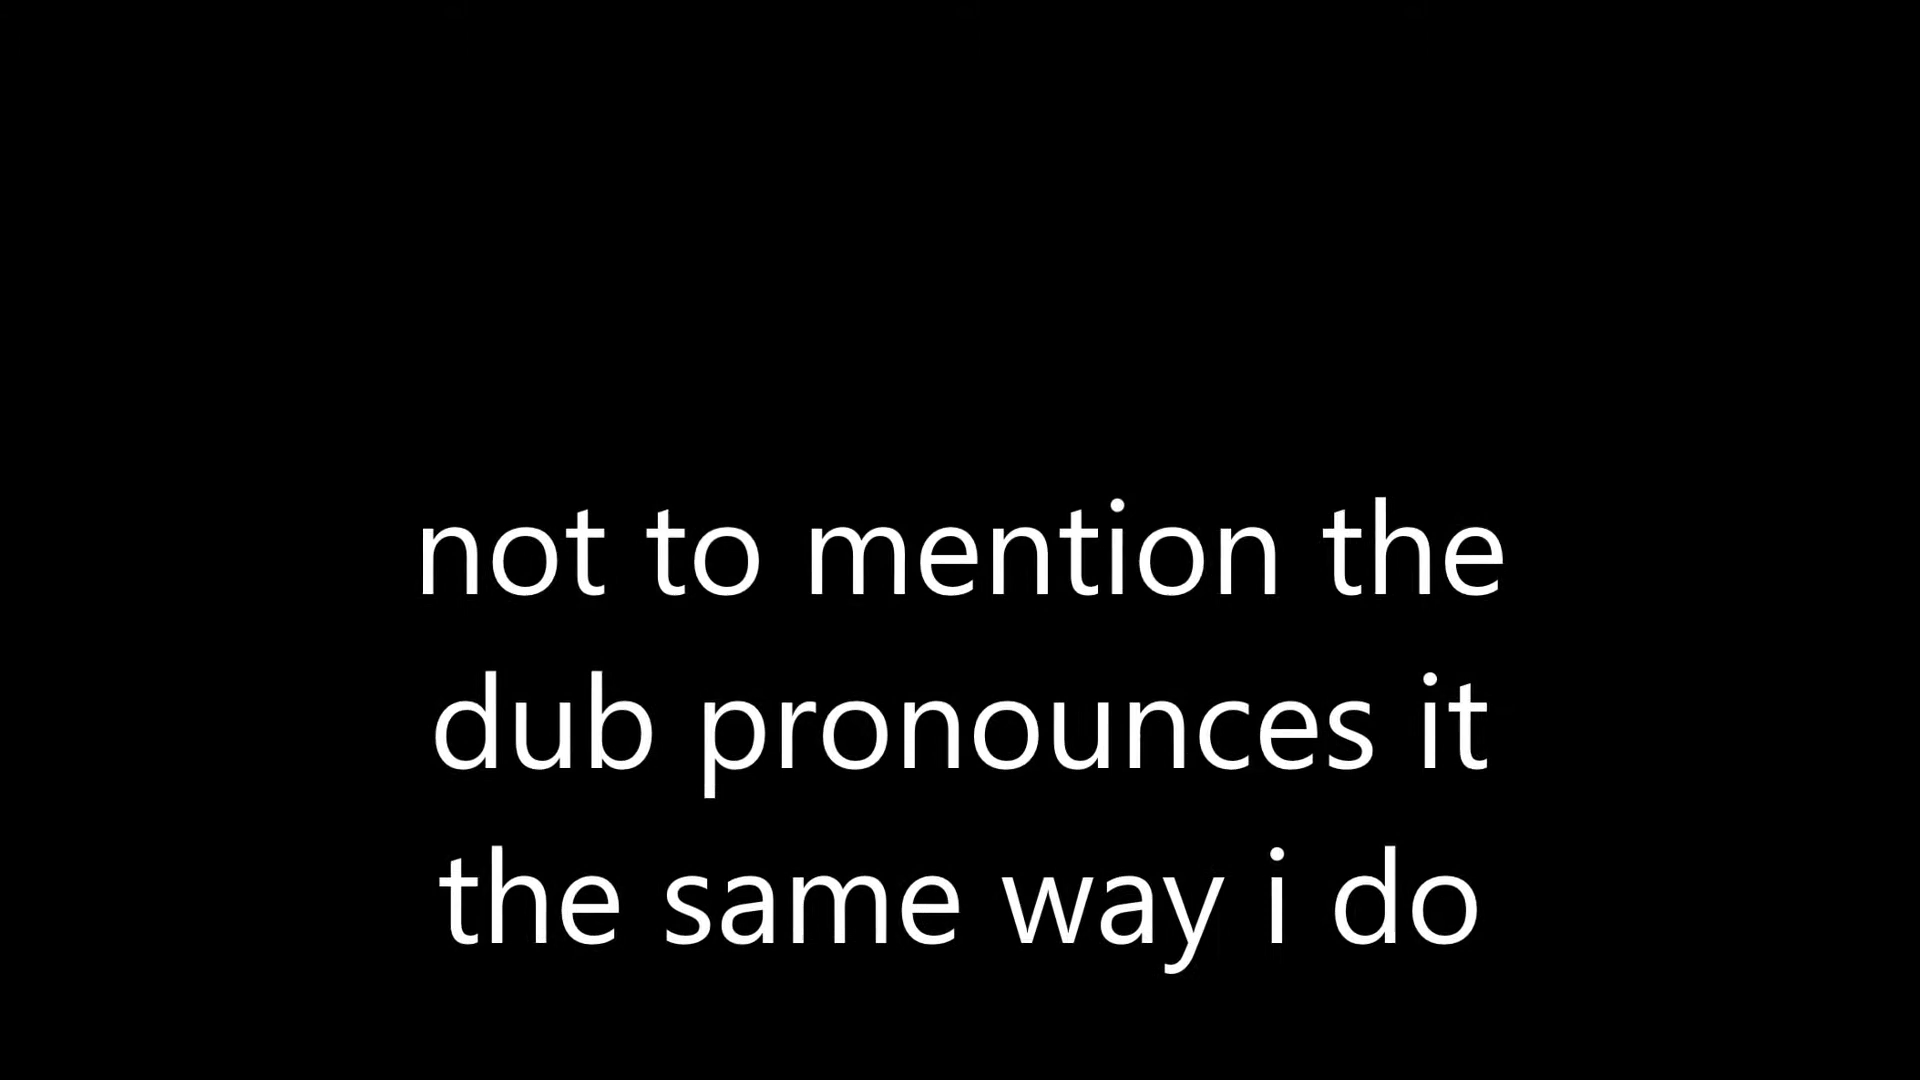 not to mention the
dub pronounces it
the same way i do